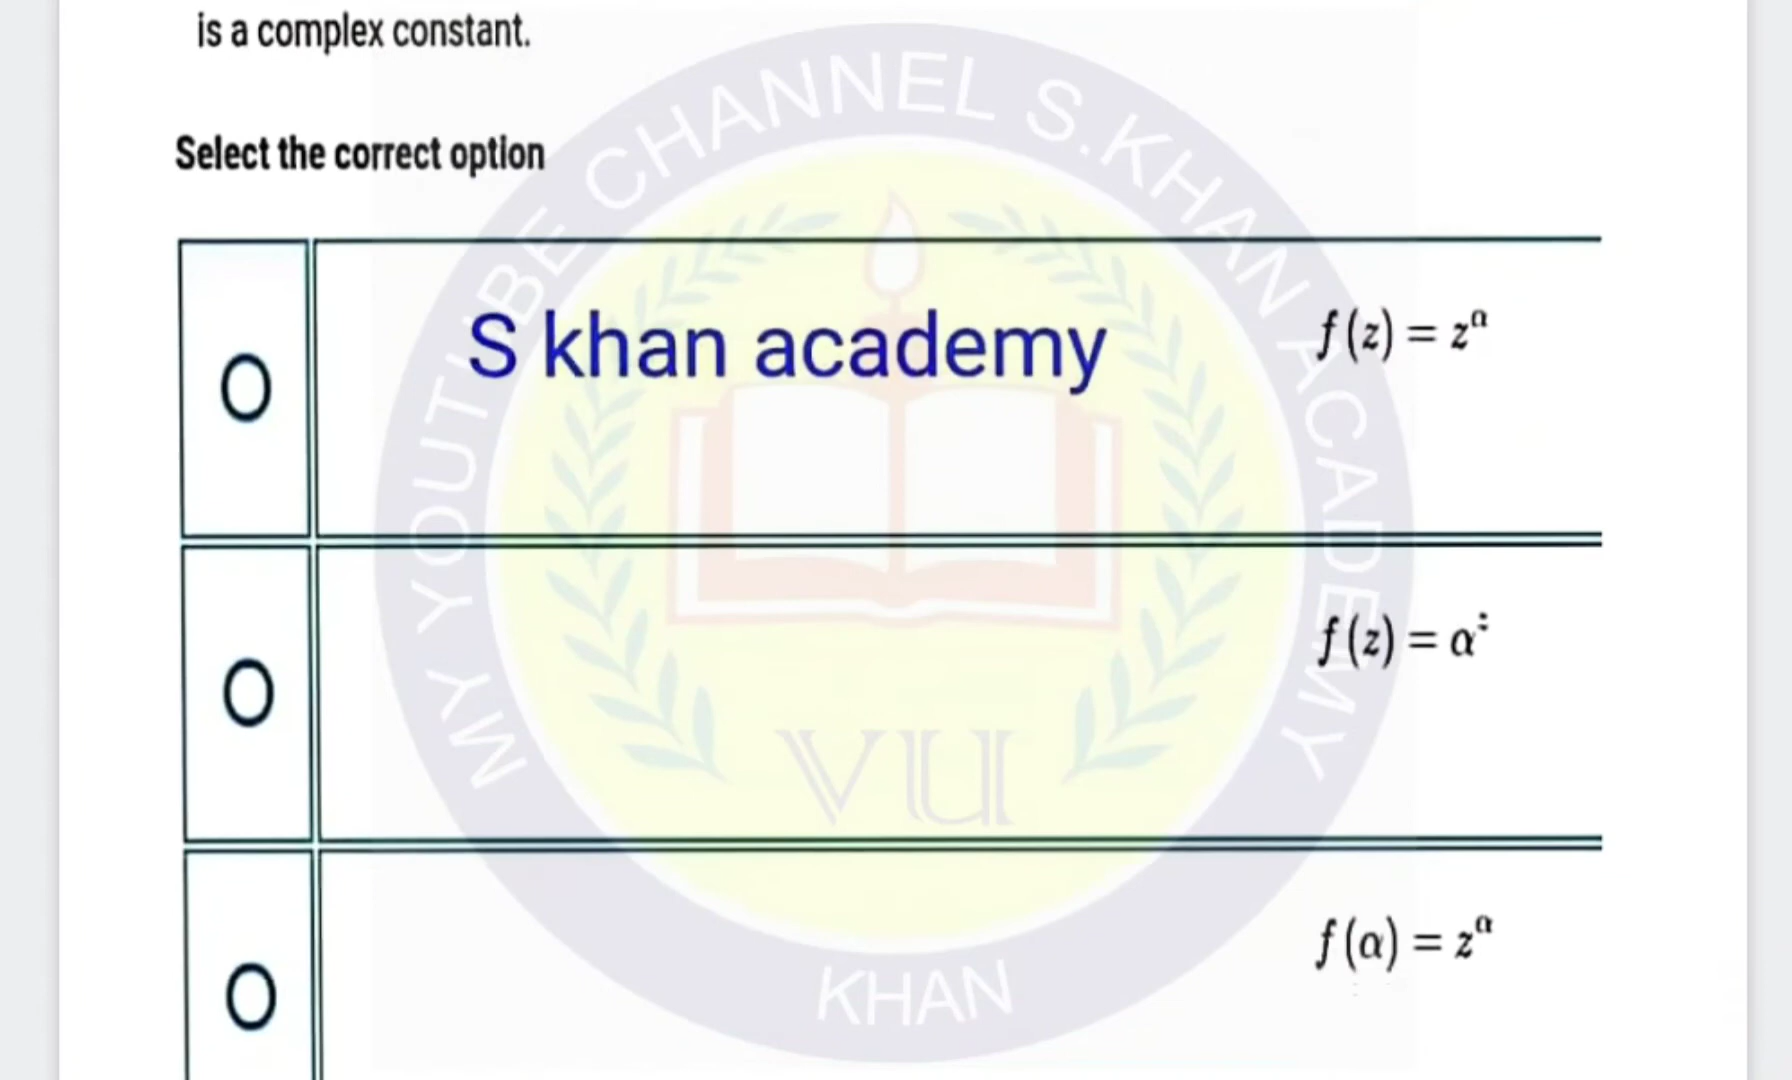 is a complex constant.
Select the correct option
MY YOUTUBE CHANNEL S.KHAN ACADEMY
S khan academy
f(z) = z^α
f(z) = α^z
VU
f(α) = z^α
KHAN